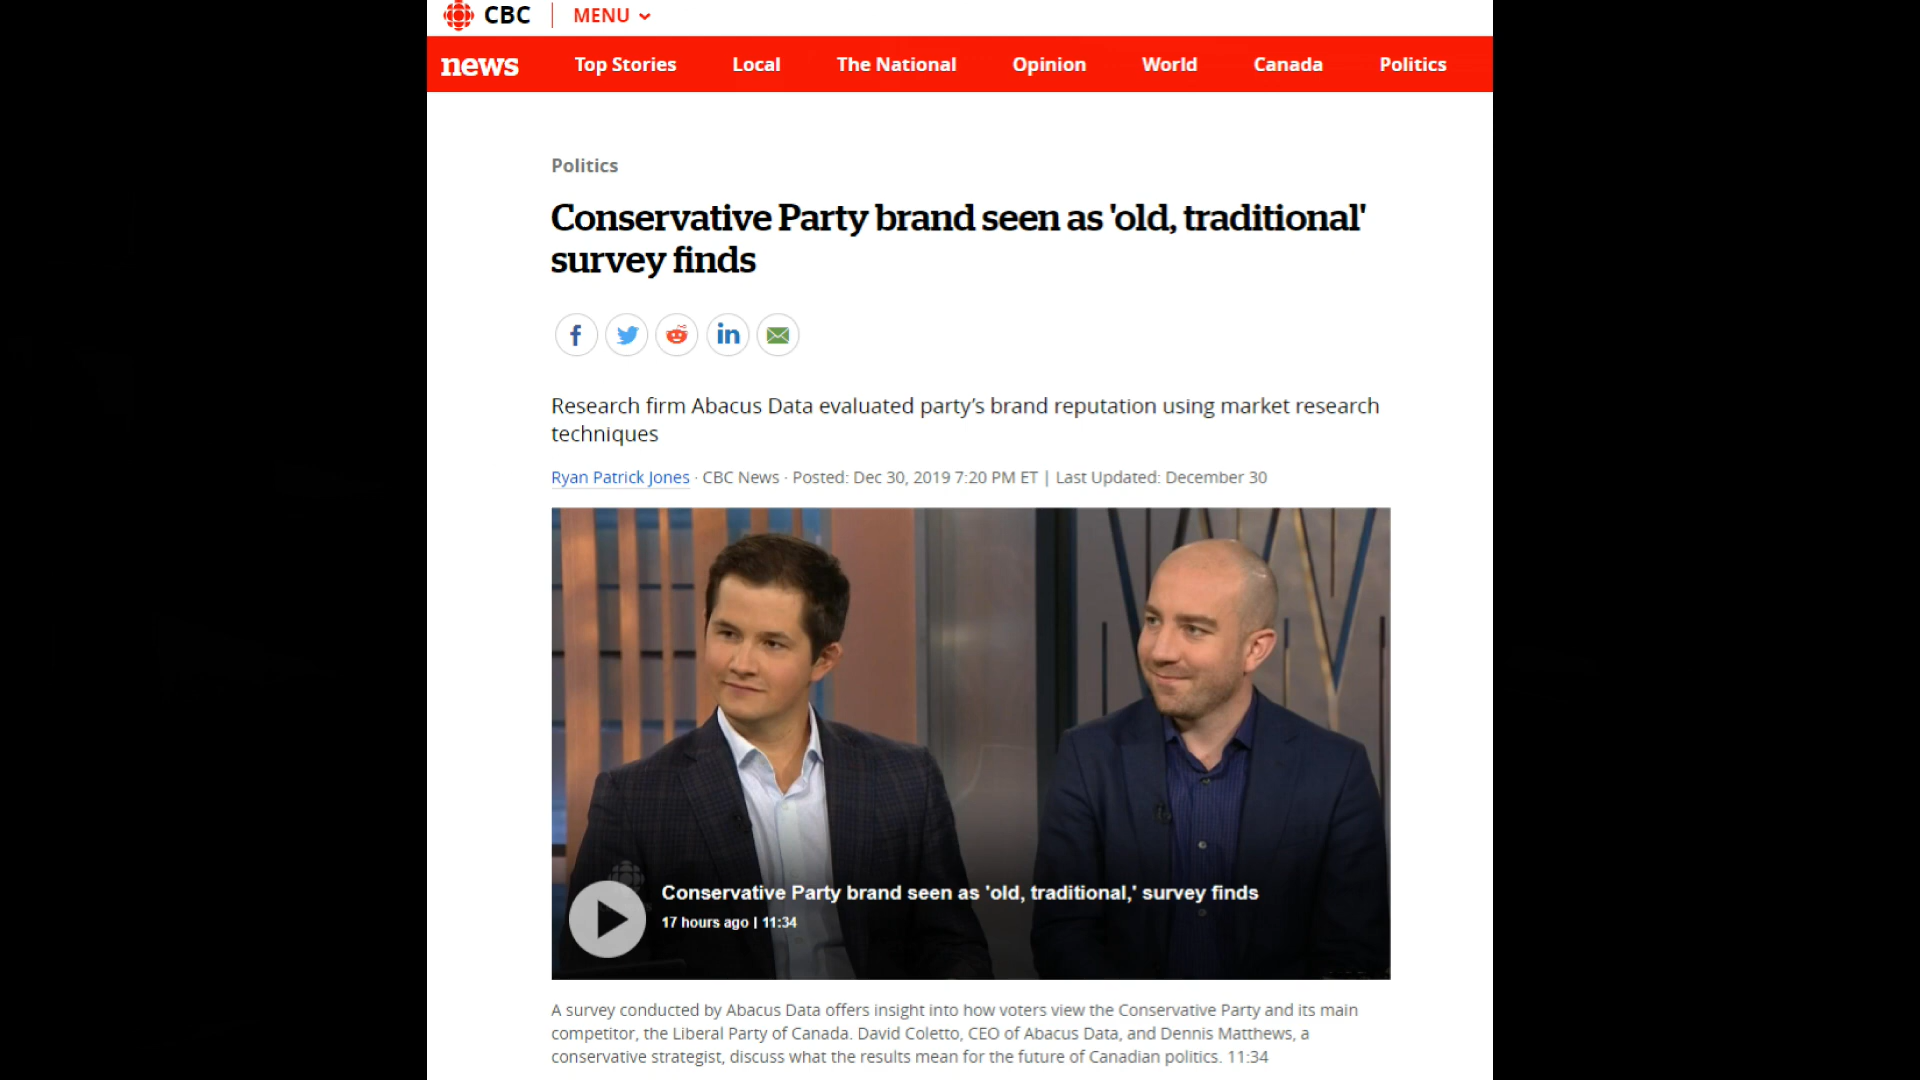 CBC
MENU
news
Top Stories
Local
The National
Opinion
World
Canada
Politics
Politics
Conservative Party brand seen as 'old, traditional'
survey finds
Research firm Abacus Data evaluated party’s brand reputation using market research
techniques
Ryan Patrick Jones · CBC News · Posted: Dec 30, 2019 7:20 PM ET | Last Updated: December 30
Conservative Party brand seen as 'old, traditional,' survey finds
17 hours ago | 11:34
A survey conducted by Abacus Data offers insight into how voters view the Conservative Party and its main
competitor, the Liberal Party of Canada. David Coletto, CEO of Abacus Data, and Dennis Matthews, a
conservative strategist, discuss what the results mean for the future of Canadian politics. 11:34